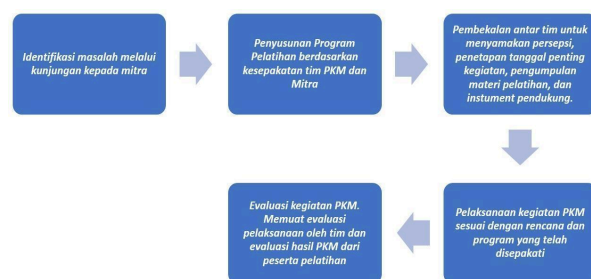 Identifikasi masalah melalui
kunjungan kepada mitra
Penyusunan Program
Pelatihan berdasarkan
kesepakatan tim PKM dan
Mitra
Pembekalan antar tim untuk
menyamakan persepsi,
penetapan tanggal penting
kegiatan, pengumpulan
materi pelatihan, dan
instument pendukung.
Pelaksanaan kegiatan PKM
sesuai dengan rencana dan
program yang telah
disepakati
Evaluasi kegiatan PKM.
Memuat evaluasi
pelaksanaan oleh tim dan
evaluasi hasil PKM dari
peserta pelatihan